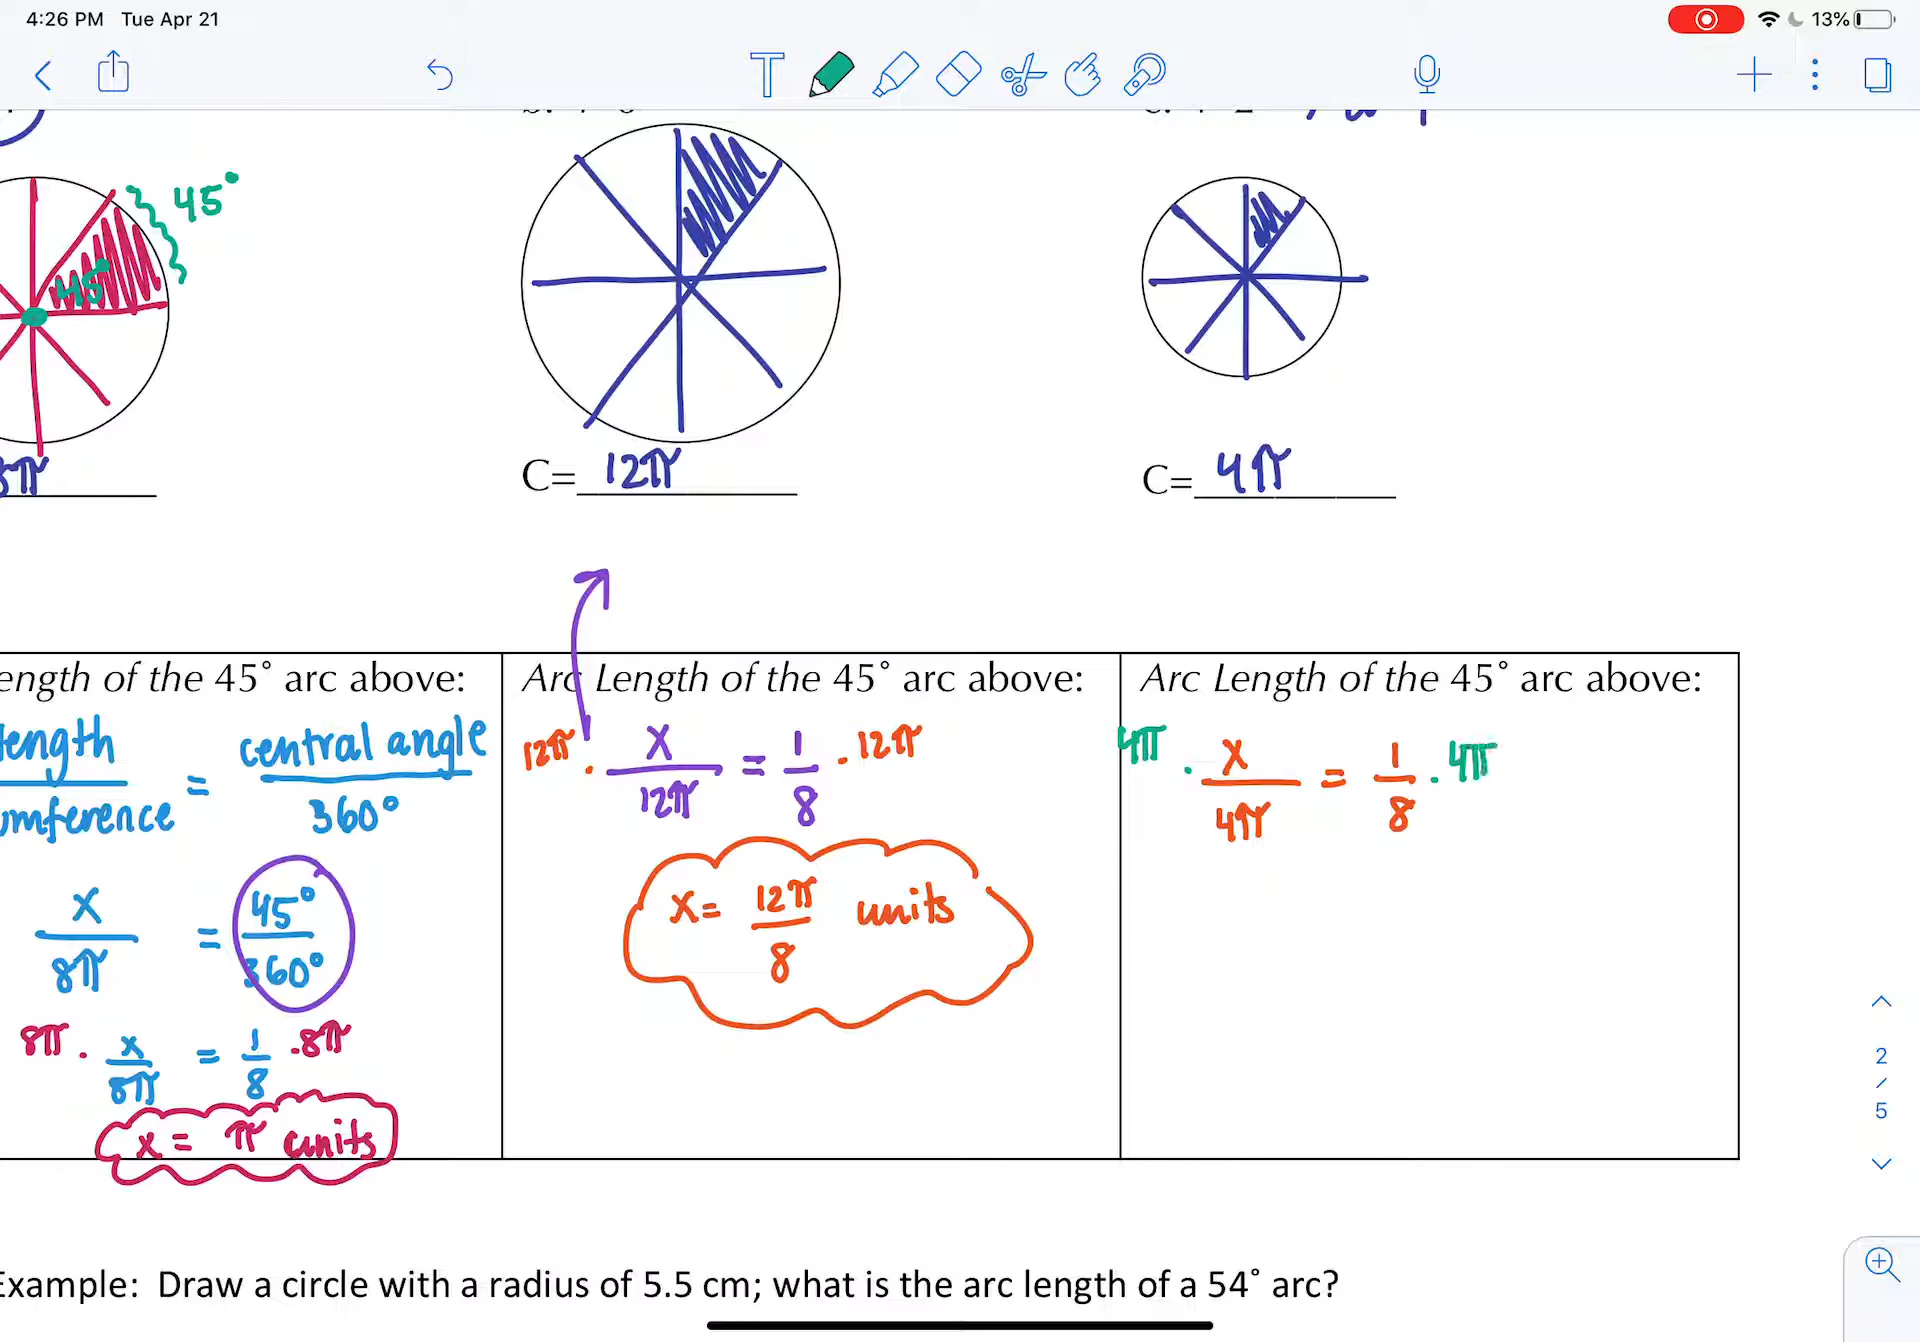 4:26 PM Tue Apr 21
13%
45°
45°
C= 12π
C= 4π
ength of the 45° arc above:
Arc Length of the 45° arc above:
Arc Length of the 45° arc above:
length / umference = central angle / 360°
12π · x/12π = 1/8 · 12π
4π · x/4π = 1/8 · 4π
x/8π = 45°/360°
x = 12π/8 units
8π · x/8π = 1/8 · 8π
x = π units
2
/
5
Example: Draw a circle with a radius of 5.5 cm; what is the arc length of a 54° arc?